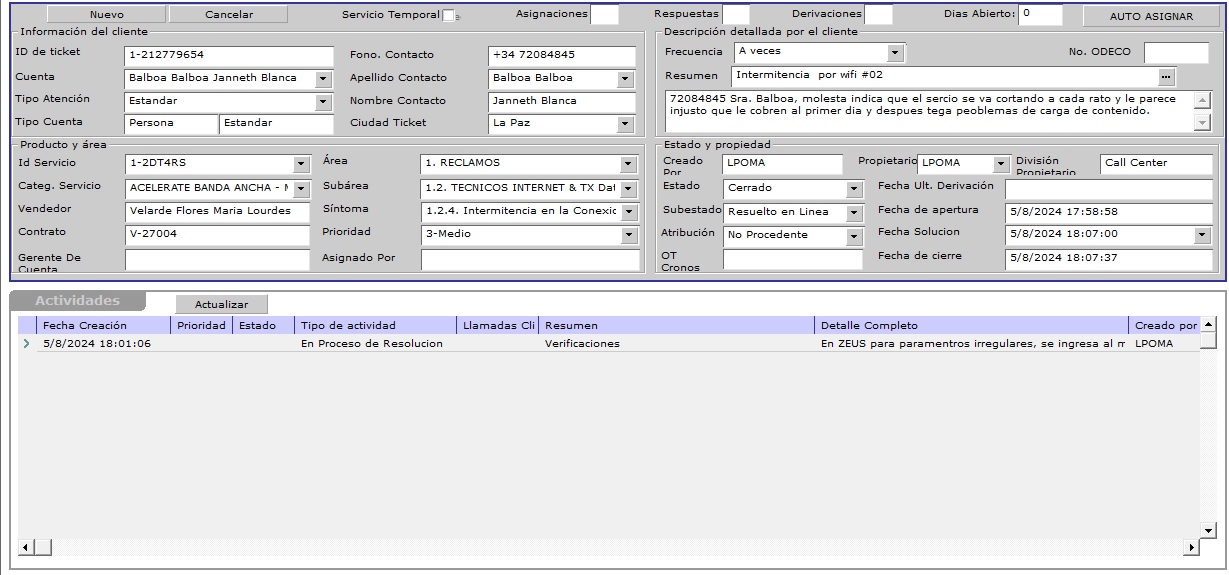 Nuevo Cancelar Servicio Temporal Asignaciones Respuestas Derivaciones Dias Abierto: 0 AUTO ASIGNAR
Información del cliente
ID de ticket 1-212779654 Fono. Contacto +34 72084845
Cuenta Balboa Balboa Janneth Blanca Apellido Contacto Balboa Balboa
Tipo Atención Estandar Nombre Contacto Janneth Blanca
Tipo Cuenta Persona Estandar Ciudad Ticket La Paz
Descripción detallada por el cliente
Frecuencia A veces No. ODECO
Resumen Intermitencia por wifi #02 ...
72084845 Sra. Balboa, molesta indica que el sercio se va cortando a cada rato y le parece
injusto que le cobren al primer dia y despues tega peoblemas de carga de contenido.
Producto y área
Id Servicio 1-2DT4RS Área 1. RECLAMOS
Categ. Servicio ACELERATE BANDA ANCHA - Subárea 1.2. TECNICOS INTERNET & TX
Vendedor Velarde Flores Maria Lourdes Síntoma 1.2.4. Intermitencia en la
Contrato V-27004 Prioridad 3-Medio
Gerente De Cuenta Asignado Por
Estado y propiedad
Creado Por LPOMA Propietario LPOMA División Propietario Call Center
Estado Cerrado Fecha Ult. Derivación
Subestado Resuelto en Linea Fecha de apertura 5/8/2024 17:58:58
Atribución No Procedente Fecha Solucion 5/8/2024 18:07:00
OT Cronos Fecha de cierre 5/8/2024 18:07:37
Actividades Actualizar
Fecha Creación Prioridad Estado Tipo de actividad Llamadas Cli Resumen Detalle Completo Creado por
5/8/2024 18:01:06 En Proceso de Resolucion Verificaciones En ZEUS para paramentros irregulares, se ingresa al LPOMA